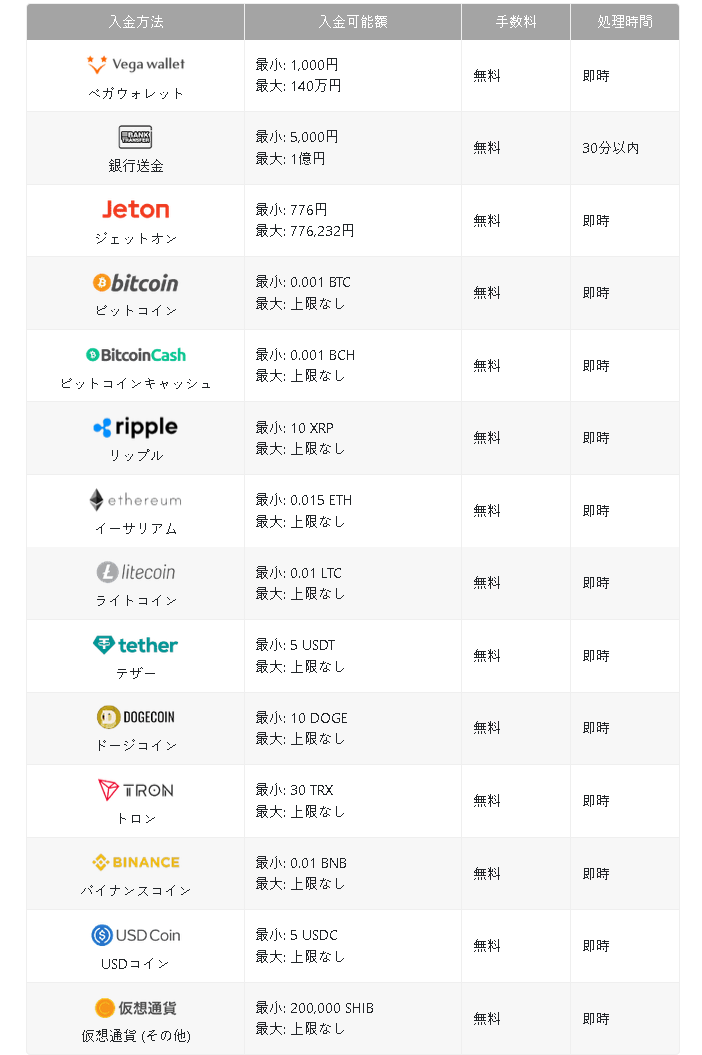 入金方法 入金可能額 手数料 処理時間
Vega wallet
ベガウォレット
最小: 1,000円
最大: 140万円
無料
即時
BANK
TRANSFER
銀行送金
最小: 5,000円
最大: 1億円
無料
30分以内
Jeton
ジェットオン
最小: 776円
最大: 776,232円
無料
即時
bitcoin
ビットコイン
最小: 0.001 BTC
最大: 上限なし
無料
即時
BitcoinCash
ビットコインキャッシュ
最小: 0.001 BCH
最大: 上限なし
無料
即時
ripple
リップル
最小: 10 XRP
最大: 上限なし
無料
即時
ethereum
イーサリアム
最小: 0.015 ETH
最大: 上限なし
無料
即時
litecoin
ライトコイン
最小: 0.01 LTC
最大: 上限なし
無料
即時
tether
テザー
最小: 5 USDT
最大: 上限なし
無料
即時
DOGECOIN
ドージコイン
最小: 10 DOGE
最大: 上限なし
無料
即時
TRON
トロン
最小: 30 TRX
最大: 上限なし
無料
即時
BINANCE
バイナンスコイン
最小: 0.01 BNB
最大: 上限なし
無料
即時
USD Coin
USDコイン
最小: 5 USDC
最大: 上限なし
無料
即時
仮想通貨
仮想通貨 (その他)
最小: 200,000 SHIB
最大: 上限なし
無料
即時